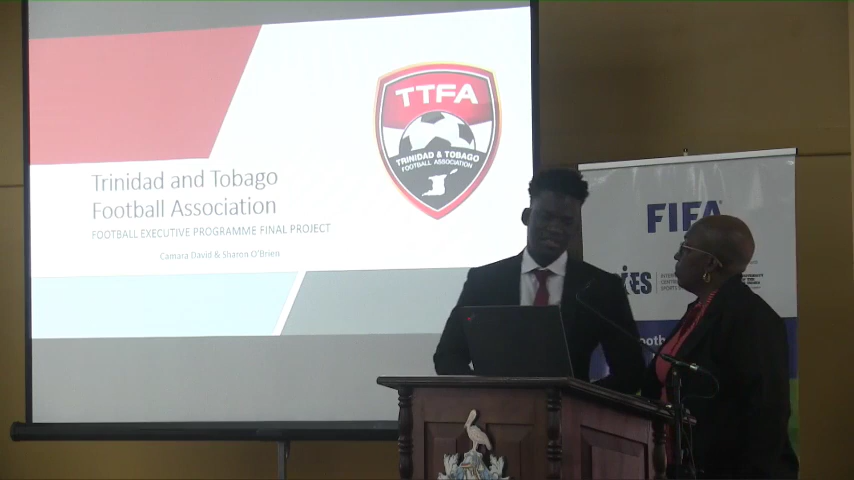 TTFA
TRINIDAD & TOBAGO
FOOTBALL ASSOCIATION
Trinidad and Tobago
Football Association
FOOTBALL EXECUTIVE PROGRAMME FINAL PROJECT
Camara David & Sharon O'Brien
FIFA